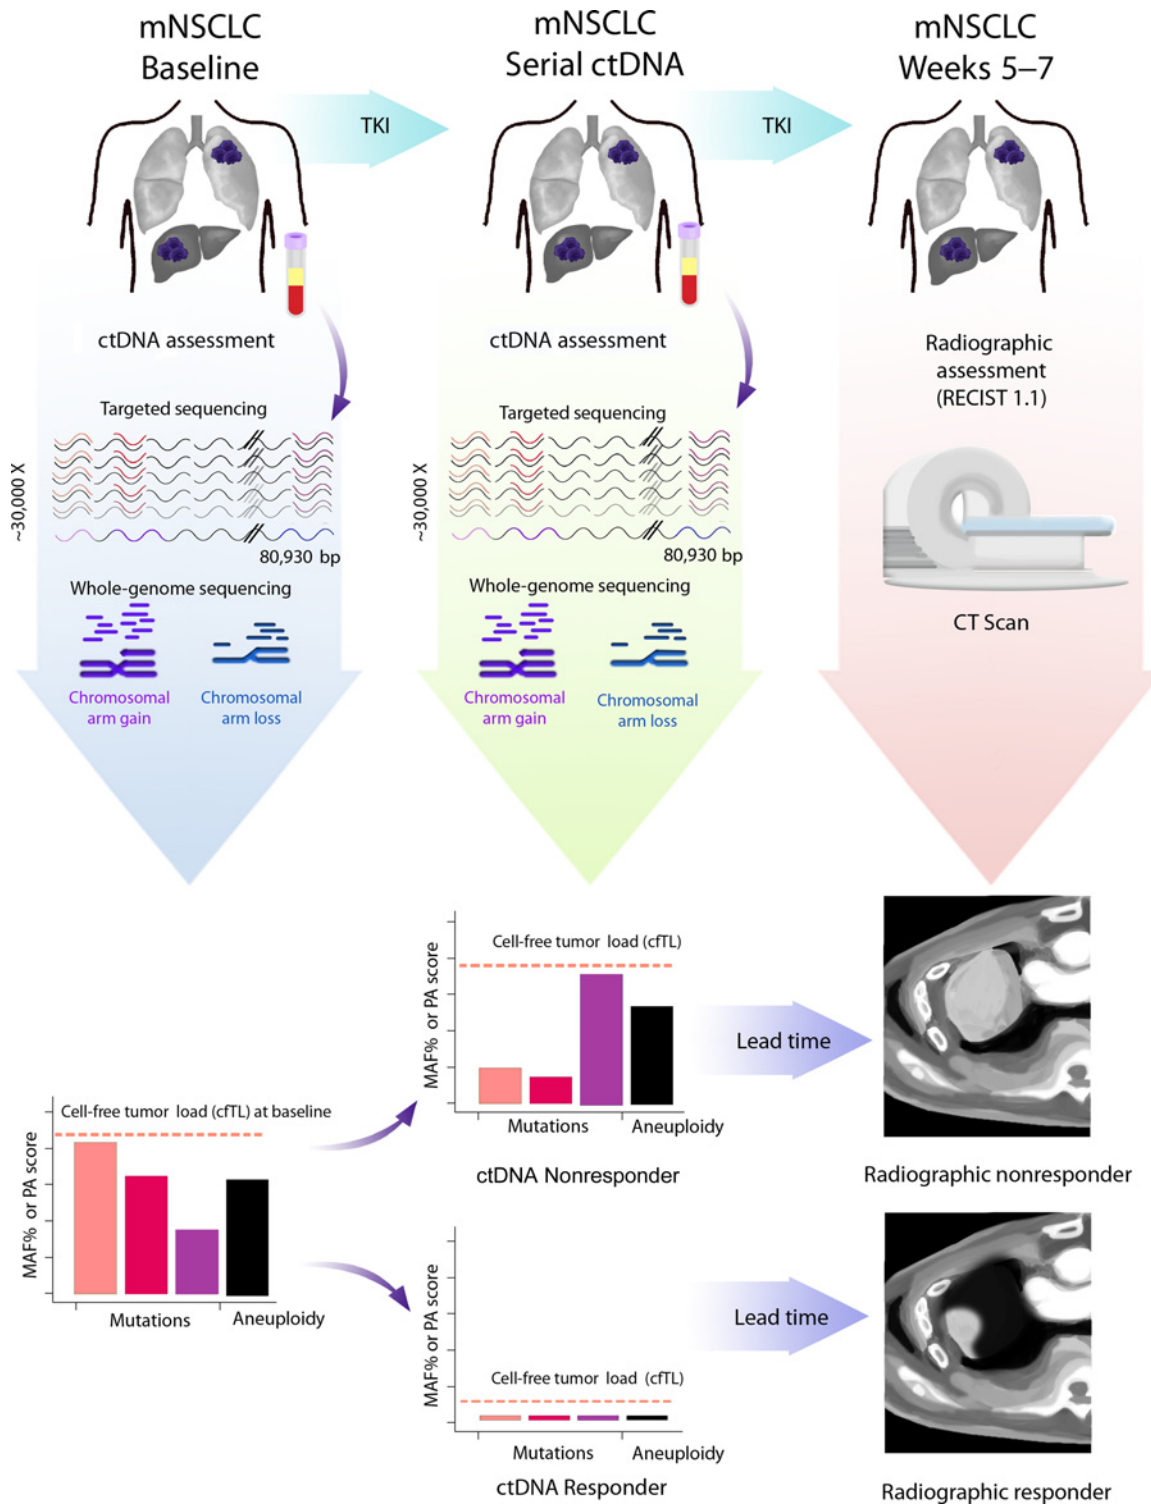 mNSCLC
Baseline
mNSCLC
Serial ctDNA
mNSCLC
Weeks 5–7
TKI
TKI
ctDNA assessment
Targeted sequencing
~30,000 X
80,930 bp
Whole-genome sequencing
Chromosomal
arm gain
Chromosomal
arm loss
ctDNA assessment
Targeted sequencing
~30,000 X
80,930 bp
Whole-genome sequencing
Chromosomal
arm gain
Chromosomal
arm loss
Radiographic
assessment
(RECIST 1.1)
CT Scan
Cell-free tumor load (cfTL) at baseline
MAF% or PA score
Mutations
Aneuploidy
Cell-free tumor load (cfTL)
MAF% or PA score
Mutations
Aneuploidy
ctDNA Nonresponder
Lead time
Radiographic nonresponder
Cell-free tumor load (cfTL)
MAF% or PA score
Mutations
Aneuploidy
ctDNA Responder
Lead time
Radiographic responder